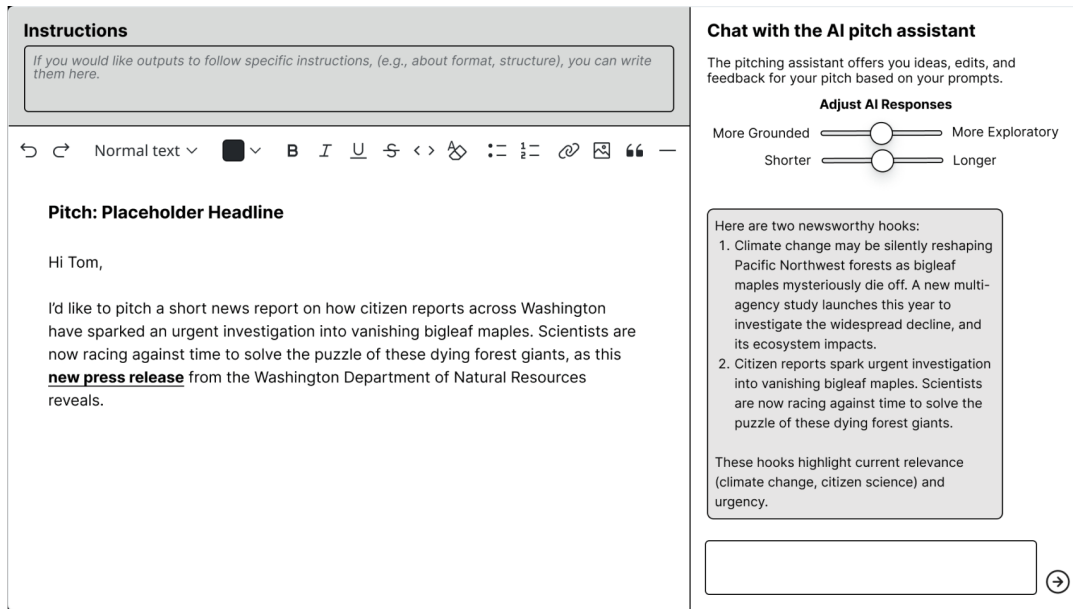 Instructions
If you would like outputs to follow specific instructions, (e.g., about format, structure), you can write
them here.
Normal text
B I U S < >
Pitch: Placeholder Headline
Hi Tom,
I'd like to pitch a short news report on how citizen reports across Washington
have sparked an urgent investigation into vanishing bigleaf maples. Scientists are
now racing against time to solve the puzzle of these dying forest giants, as this
new press release from the Washington Department of Natural Resources
reveals.
Chat with the AI pitch assistant
The pitching assistant offers you ideas, edits, and
feedback for your pitch based on your prompts.
Adjust AI Responses
More Grounded More Exploratory
Shorter Longer
Here are two newsworthy hooks:
1. Climate change may be silently reshaping
Pacific Northwest forests as bigleaf
maples mysteriously die off. A new multi-
agency study launches this year to
investigate the widespread decline, and
its ecosystem impacts.
2. Citizen reports spark urgent investigation
into vanishing bigleaf maples. Scientists
are now racing against time to solve the
puzzle of these dying forest giants.
These hooks highlight current relevance
(climate change, citizen science) and
urgency.